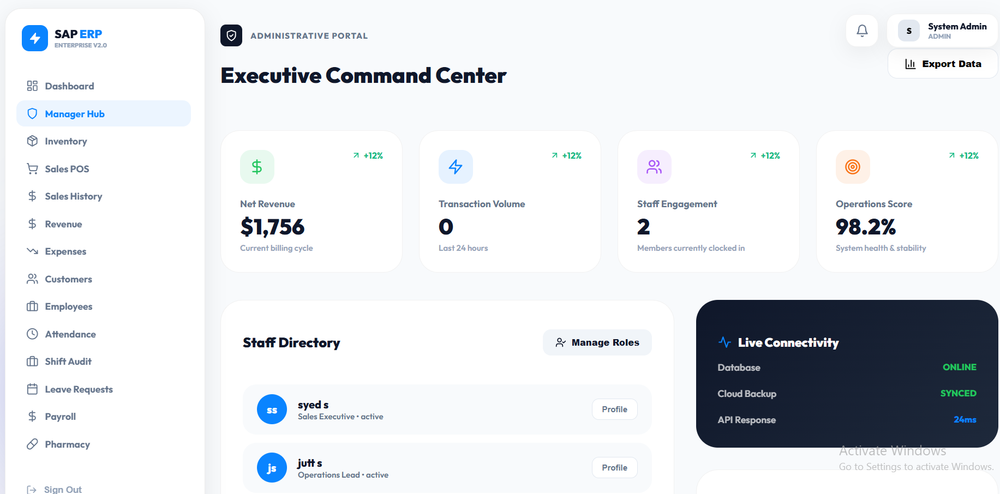 SAP ERP
ENTERPRISE V2.0
Dashboard
Manager Hub
Inventory
Sales POS
Sales History
Revenue
Expenses
Customers
Employees
Attendance
Shift Audit
Leave Requests
Payroll
Pharmacy
Sign Out
ADMINISTRATIVE PORTAL
S
System Admin
ADMIN
Executive Command Center
Export Data
+12%
Net Revenue
$1,756
Current billing cycle
+12%
Transaction Volume
0
Last 24 hours
+12%
Staff Engagement
2
Members currently clocked in
+12%
Operations Score
98.2%
System health & stability
Staff Directory
Manage Roles
ss
syed s
Sales Executive • active
Profile
js
jutt s
Operations Lead • active
Profile
Live Connectivity
Database ONLINE
Cloud Backup SYNCED
API Response 24ms
Activate Windows
Go to Settings to activate Windows.